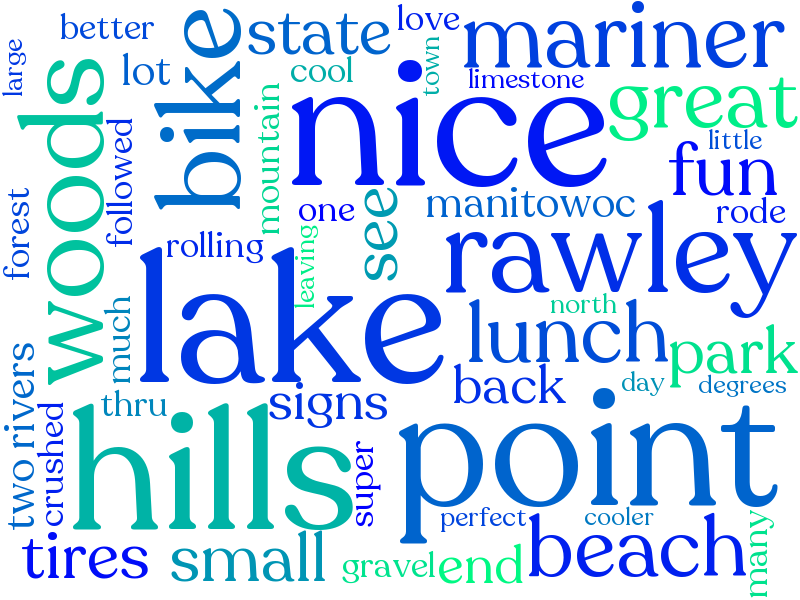 better
love
large
lot
state
mariner
cool
town
limestone
bike
nice
great
woods
mountain
little
followed
fun
forest
one
see
manitowoc
rode
rolling
leaving
rawley
lake
north
much
lunch
park
two rivers
thru
signs
back
day
degrees
crushed
hills
super
point
perfect
cooler
many
tires
small
gravel
end
beach